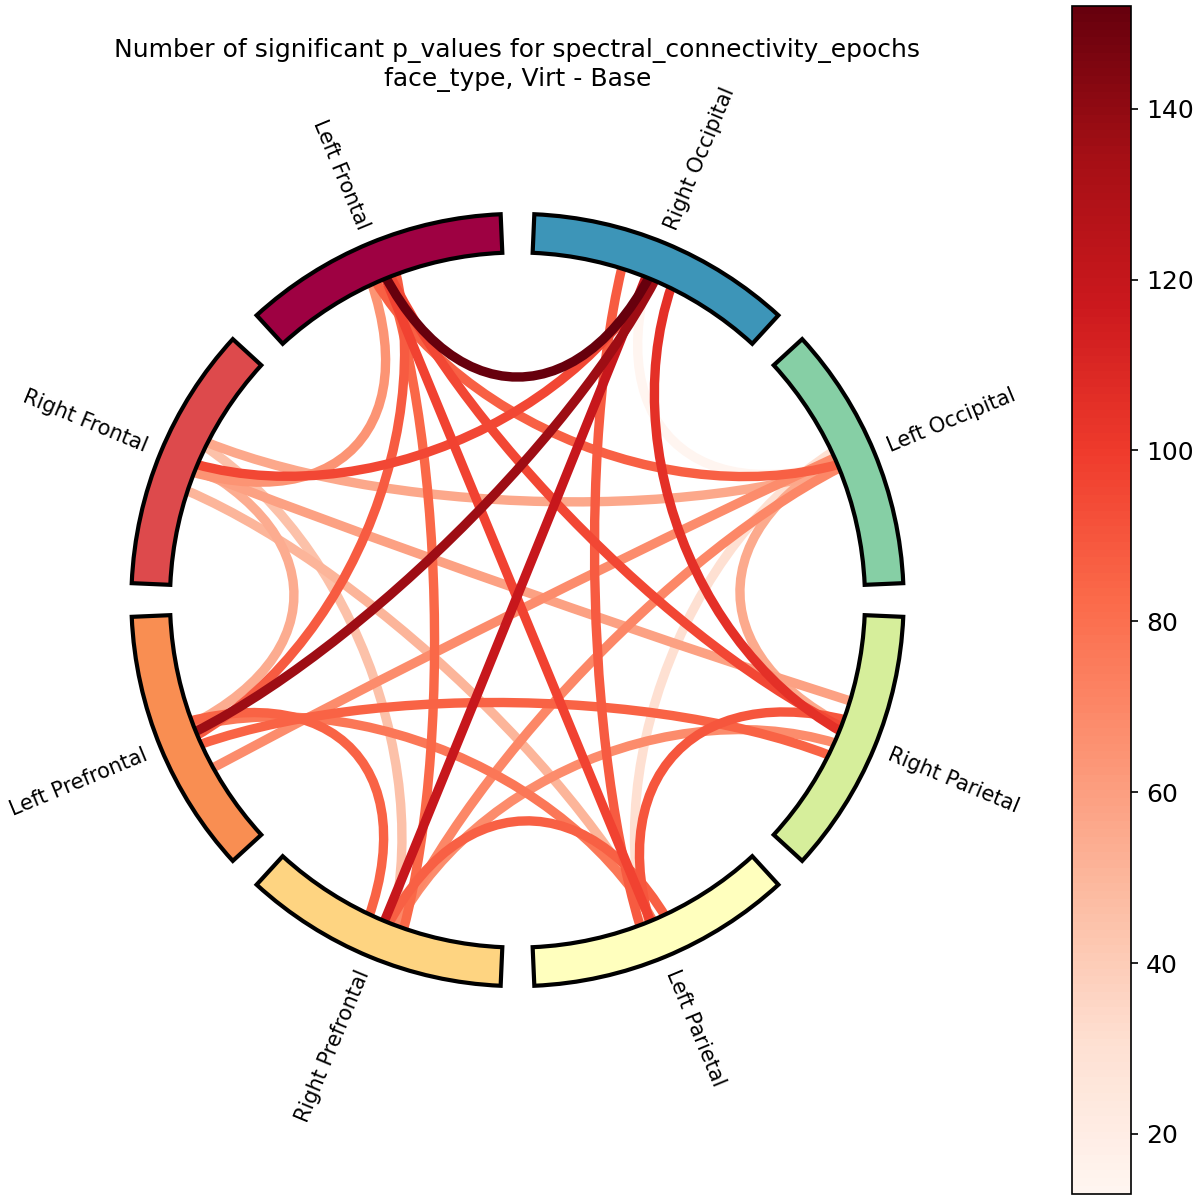 Number of significant p_values for spectral_connectivity_epochs
face_type, Virt - Base
Left Frontal
Right Occipital
Right Frontal
Left Occipital
Left Prefrontal
Right Parietal
Right Prefrontal
Left Parietal
140
120
100
80
60
40
20